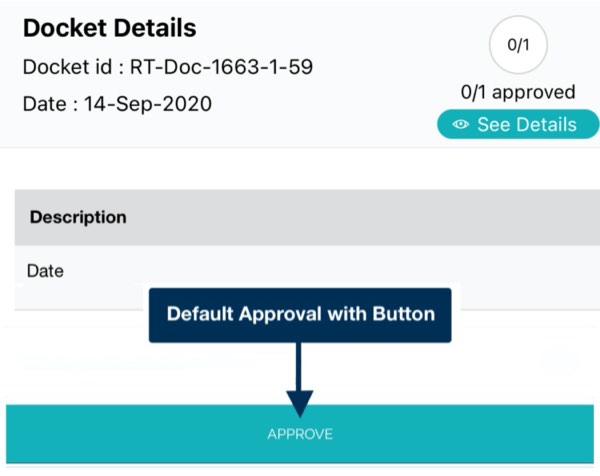 Docket Details
Docket id : RT-Doc-1663-1-59
Date : 14-Sep-2020
0/1
0/1 approved
See Details
Description
Date
Default Approval with Button
APPROVE